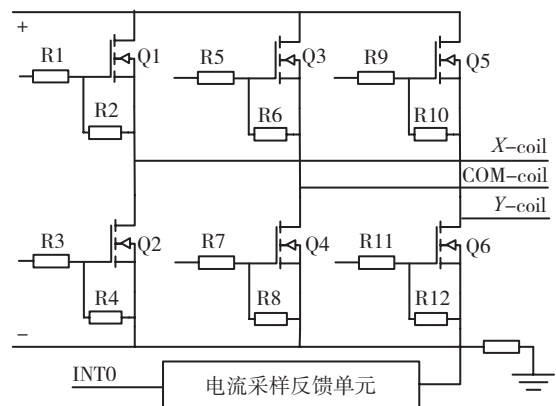 +
R1
Q1
R5
Q3
R9
Q5
R2
R6
R10
X-coil
COM-coil
Y-coil
R3
Q2
R7
Q4
R11
Q6
R4
R8
R12
−
INT0
电流采样反馈单元